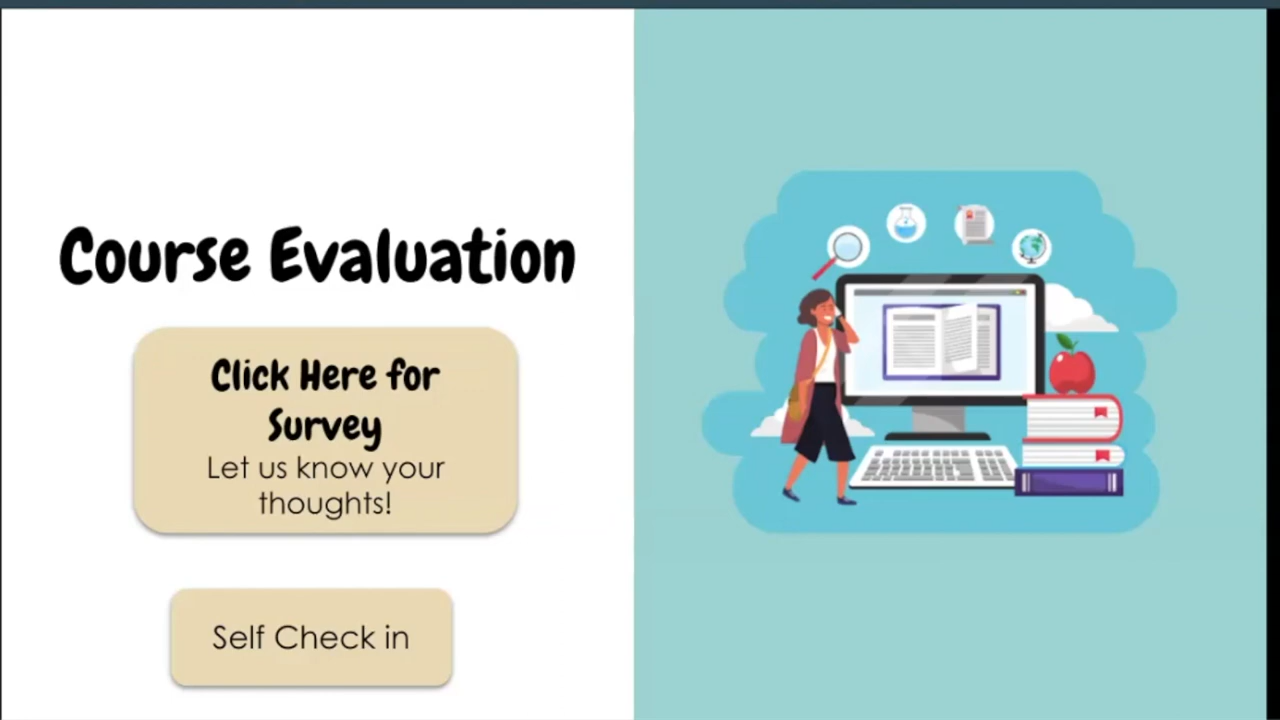 Course Evaluation
Click Here for
Survey
Let us know your
thoughts!
Self Check in